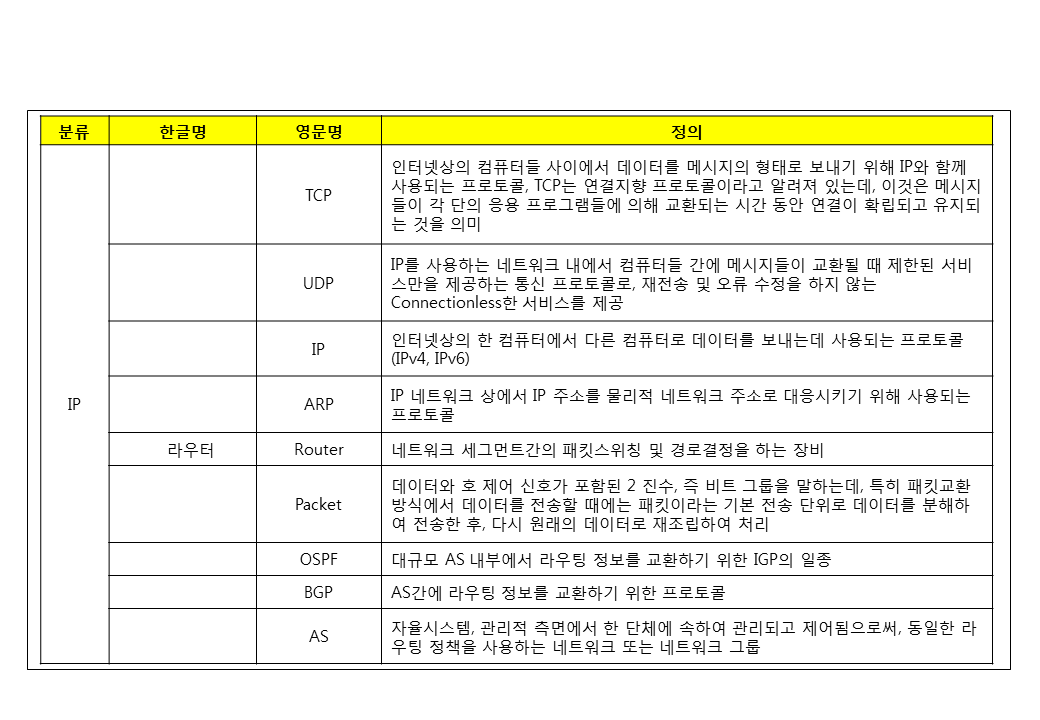 분류 한글명 영문명 정의
IP
TCP
인터넷상의 컴퓨터들 사이에서 데이터를 메시지의 형태로 보내기 위해 IP와 함께
사용되는 프로토콜, TCP는 연결지향 프로토콜이라고 알려져 있는데, 이것은 메시지
들이 각 단의 응용 프로그램들에 의해 교환되는 시간 동안 연결이 확립되고 유지되
는 것을 의미
UDP
IP를 사용하는 네트워크 내에서 컴퓨터들 간에 메시지들이 교환될 때 제한된 서비
스만을 제공하는 통신 프로토콜로, 재전송 및 오류 수정을 하지 않는
Connectionless한 서비스를 제공
IP
인터넷상의 한 컴퓨터에서 다른 컴퓨터로 데이터를 보내는데 사용되는 프로토콜
(IPv4, IPv6)
ARP
IP 네트워크 상에서 IP 주소를 물리적 네트워크 주소로 대응시키기 위해 사용되는
프로토콜
라우터 Router 네트워크 세그먼트간의 패킷스위칭 및 경로결정을 하는 장비
Packet
데이터와 호 제어 신호가 포함된 2 진수, 즉 비트 그룹을 말하는데, 특히 패킷교환
방식에서 데이터를 전송할 때에는 패킷이라는 기본 전송 단위로 데이터를 분해하
여 전송한 후, 다시 원래의 데이터로 재조립하여 처리
OSPF 대규모 AS 내부에서 라우팅 정보를 교환하기 위한 IGP의 일종
BGP AS간에 라우팅 정보를 교환하기 위한 프로토콜
AS
자율시스템, 관리적 측면에서 한 단체에 속하여 관리되고 제어됨으로써, 동일한 라
우팅 정책을 사용하는 네트워크 또는 네트워크 그룹